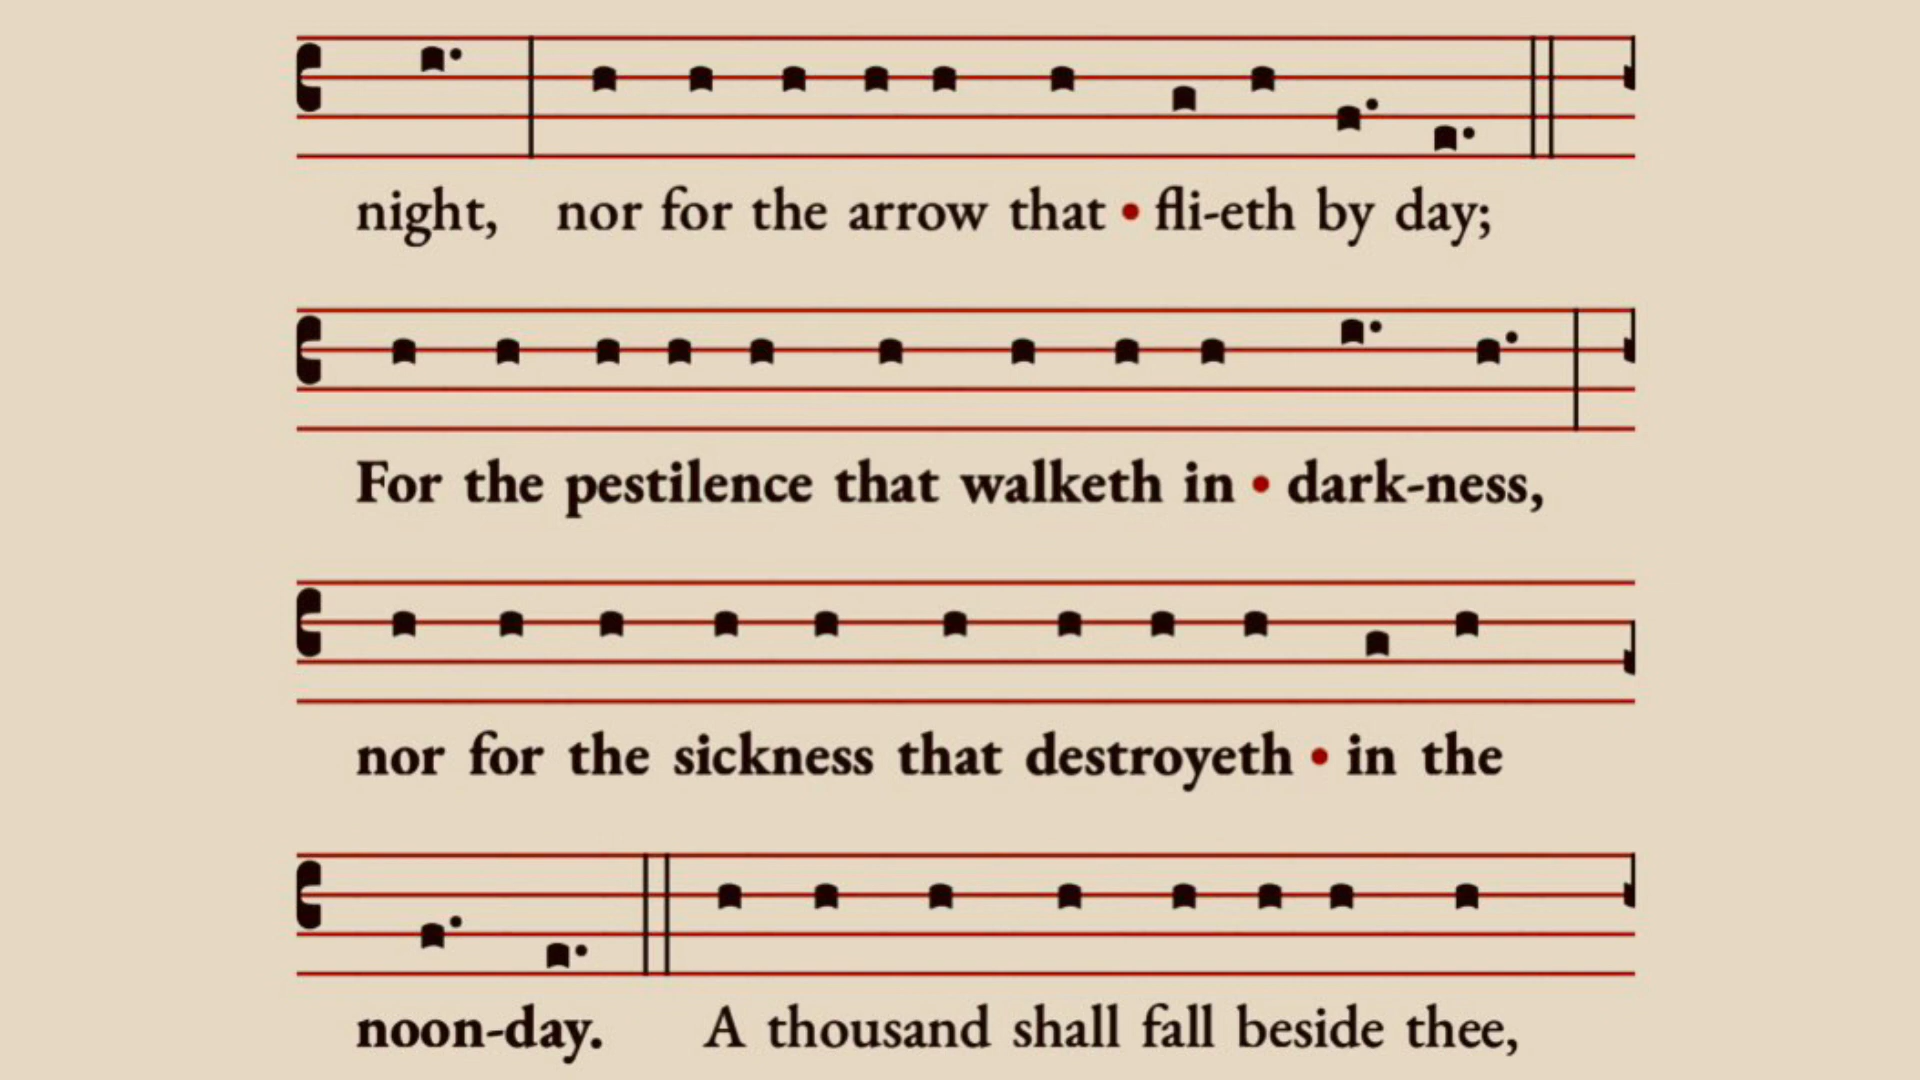 night, nor for the arrow that • fli-eth by day;
For the pestilence that walketh in • dark-ness,
nor for the sickness that destroyeth • in the
noon-day. A thousand shall fall beside thee,